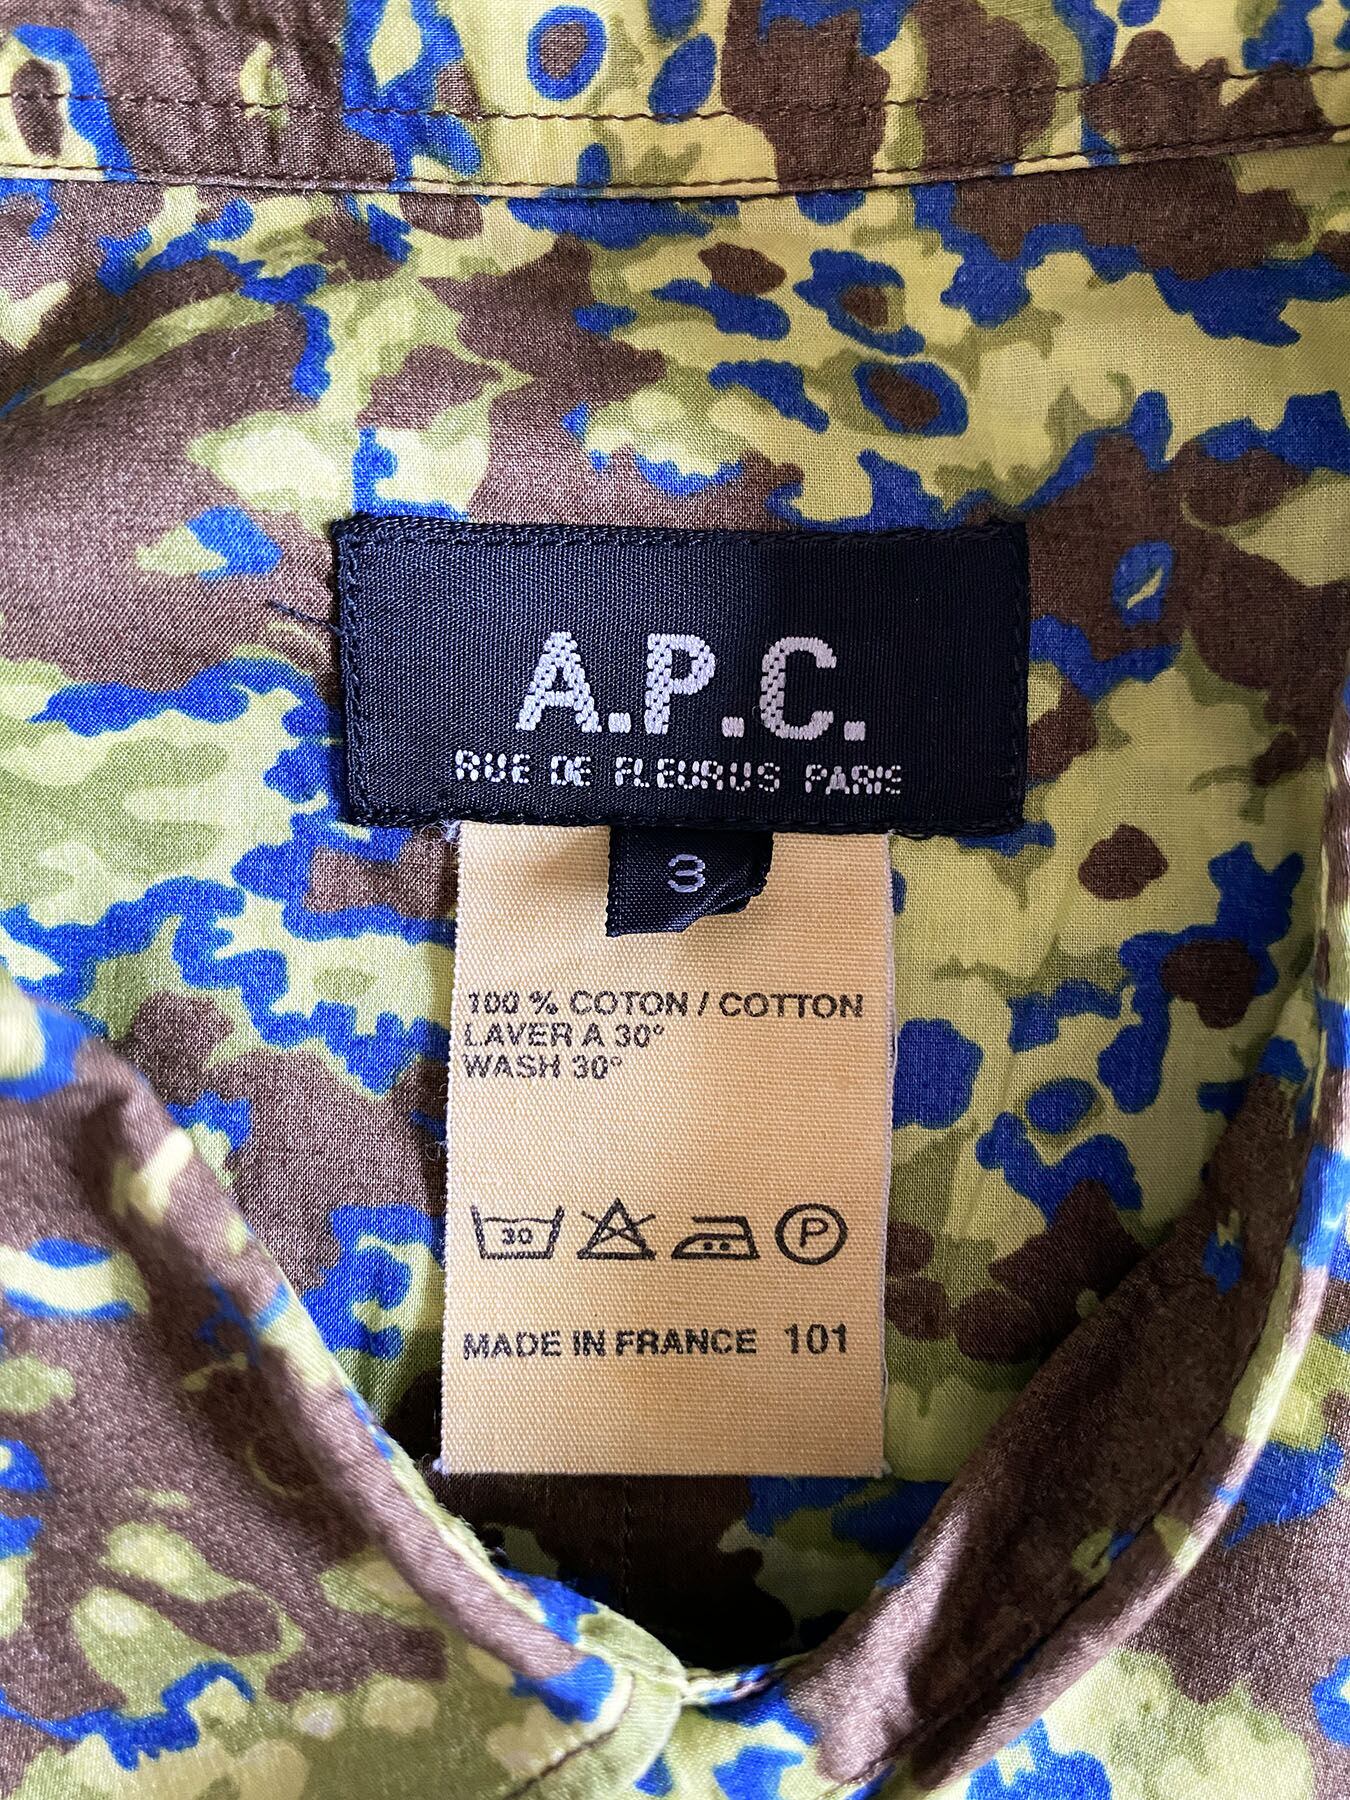 A.P.C.
RUE DE FLEURUS PARIS
3
100 % COTON / COTTON
LAVER A 30°
WASH 30°
30 P
MADE IN FRANCE 101